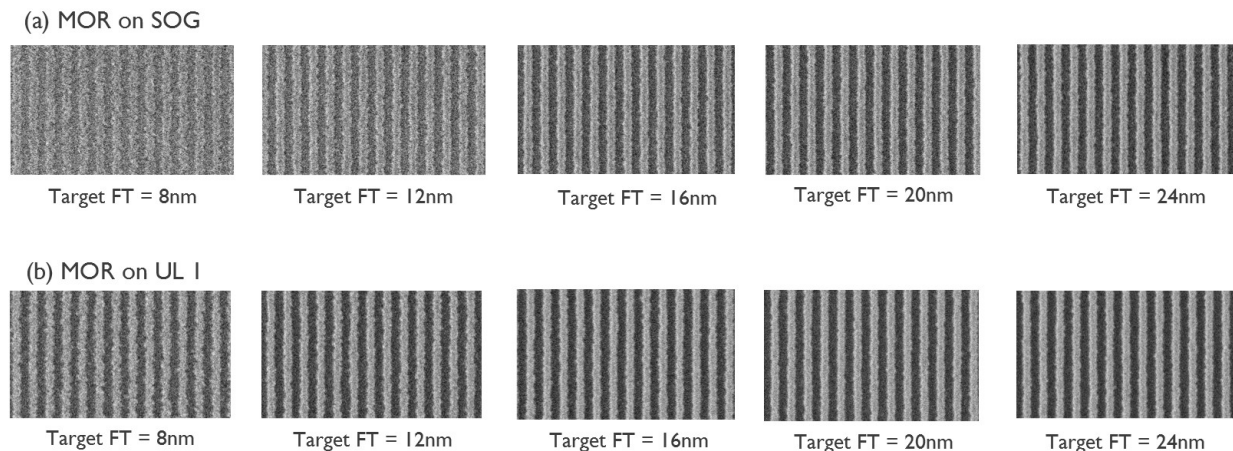 (a) MOR on SOG
Target FT = 8nm
Target FT = 12nm
Target FT = 16nm
Target FT = 20nm
Target FT = 24nm
(b) MOR on UL 1
Target FT = 8nm
Target FT = 12nm
Target FT = 16nm
Target FT = 20nm
Target FT = 24nm